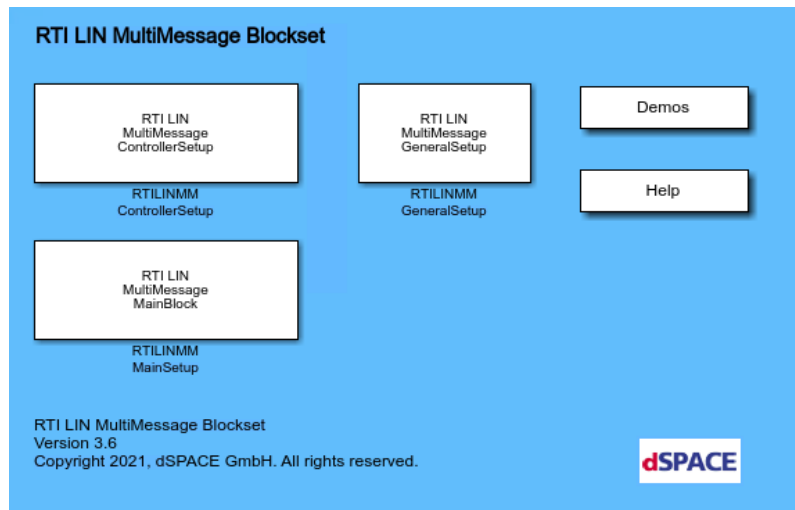 RTI LIN MultiMessage Blockset
RTI LIN
MultiMessage
ControllerSetup
RTILINMM
ControllerSetup
RTI LIN
MultiMessage
GeneralSetup
RTILINMM
GeneralSetup
Demos
Help
RTI LIN
MultiMessage
MainBlock
RTILINMM
MainSetup
RTI LIN MultiMessage Blockset
Version 3.6
Copyright 2021, dSPACE GmbH. All rights reserved.
dSPACE